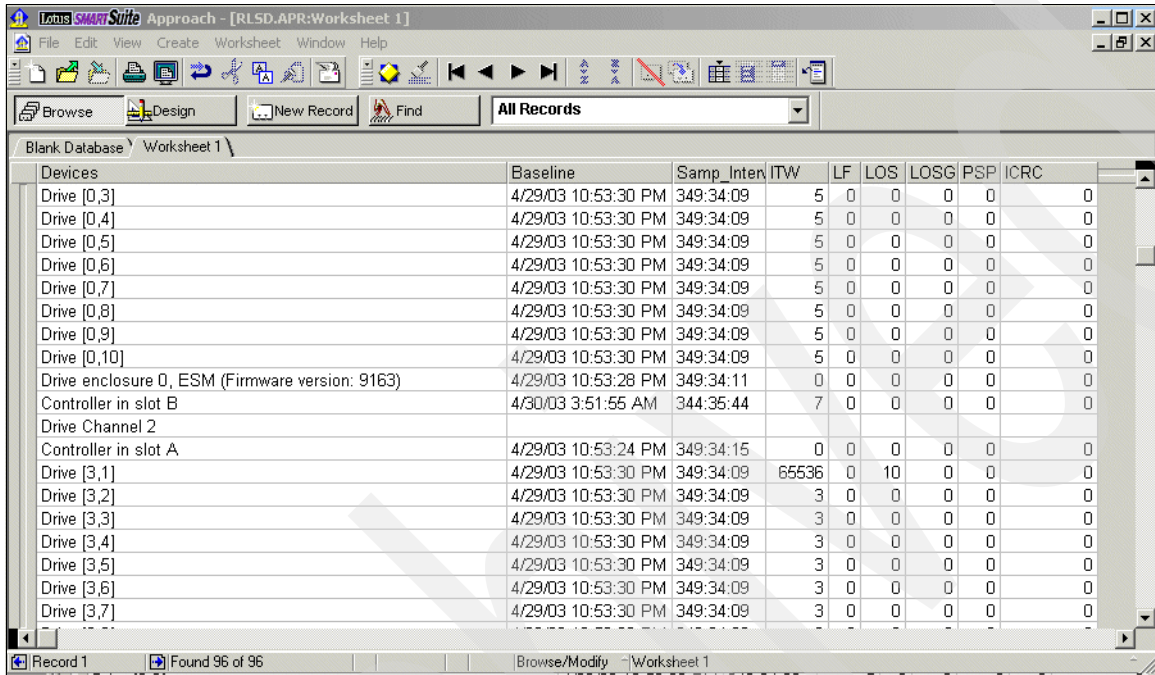 Lotus SMARTSuite Approach - [RLSD.APR:Worksheet 1]
File Edit View Create Worksheet Window Help
Browse Design New Record Find All Records
Blank Database Worksheet 1
Devices Baseline Samp_Inter ITW LF LOS LOSG PSP ICRC
Drive [0,3] 4/29/03 10:53:30 PM 349:34:09 5 0 0 0 0 0
Drive [0,4] 4/29/03 10:53:30 PM 349:34:09 5 0 0 0 0 0
Drive [0,5] 4/29/03 10:53:30 PM 349:34:09 5 0 0 0 0 0
Drive [0,6] 4/29/03 10:53:30 PM 349:34:09 5 0 0 0 0 0
Drive [0,7] 4/29/03 10:53:30 PM 349:34:09 5 0 0 0 0 0
Drive [0,8] 4/29/03 10:53:30 PM 349:34:09 5 0 0 0 0 0
Drive [0,9] 4/29/03 10:53:30 PM 349:34:09 5 0 0 0 0 0
Drive [0,10] 4/29/03 10:53:30 PM 349:34:09 5 0 0 0 0 0
Drive enclosure 0, ESM (Firmware version: 9163) 4/29/03 10:53:28 PM 349:34:11 0 0 0 0 0 0
Controller in slot B 4/30/03 3:51:55 AM 344:35:44 7 0 0 0 0 0
Drive Channel 2
Controller in slot A 4/29/03 10:53:24 PM 349:34:15 0 0 0 0 0 0
Drive [3,1] 4/29/03 10:53:30 PM 349:34:09 65536 0 10 0 0 0
Drive [3,2] 4/29/03 10:53:30 PM 349:34:09 3 0 0 0 0 0
Drive [3,3] 4/29/03 10:53:30 PM 349:34:09 3 0 0 0 0 0
Drive [3,4] 4/29/03 10:53:30 PM 349:34:09 3 0 0 0 0 0
Drive [3,5] 4/29/03 10:53:30 PM 349:34:09 3 0 0 0 0 0
Drive [3,6] 4/29/03 10:53:30 PM 349:34:09 3 0 0 0 0 0
Drive [3,7] 4/29/03 10:53:30 PM 349:34:09 3 0 0 0 0 0
Record 1 Found 96 of 96 Browse/Modify Worksheet 1